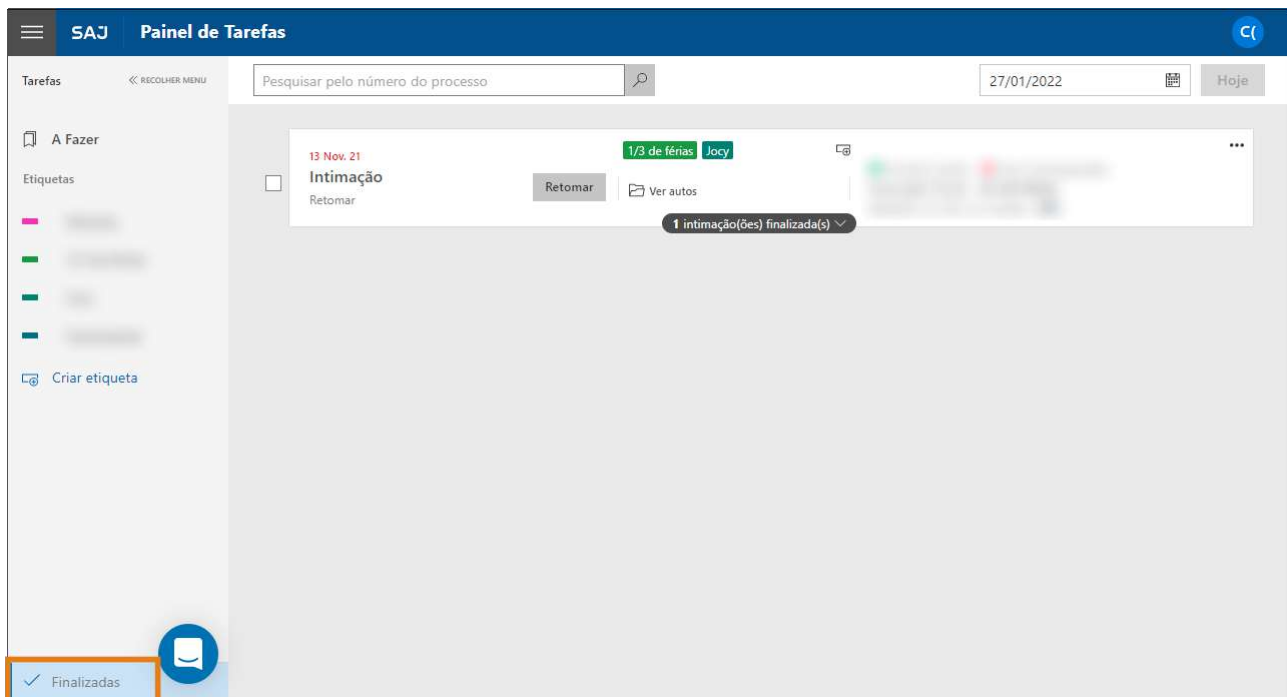 SAJ Painel de Tarefas C(
Tarefas RECOLHER MENU
Pesquisar pelo número do processo
27/01/2022
Hoje
A Fazer
Etiquetas
Criar etiqueta
13 Nov. 21
Intimação
Retomar
Retomar
1/3 de férias Jocy
Ver autos
1 intimação(ões) finalizada(s)
Finalizadas